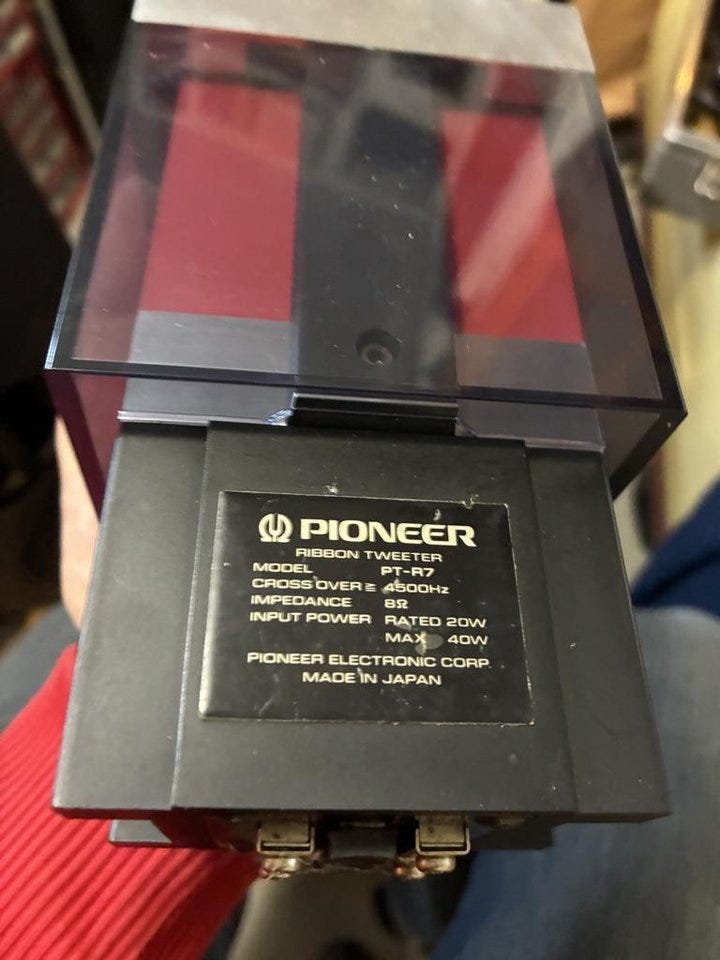 PIONEER
RIBBON TWEETER
MODEL PT-R7
CROSS OVER ≧ 4500Hz
IMPEDANCE 8Ω
INPUT POWER RATED 20W
MAX 40W
PIONEER ELECTRONIC CORP.
MADE IN JAPAN